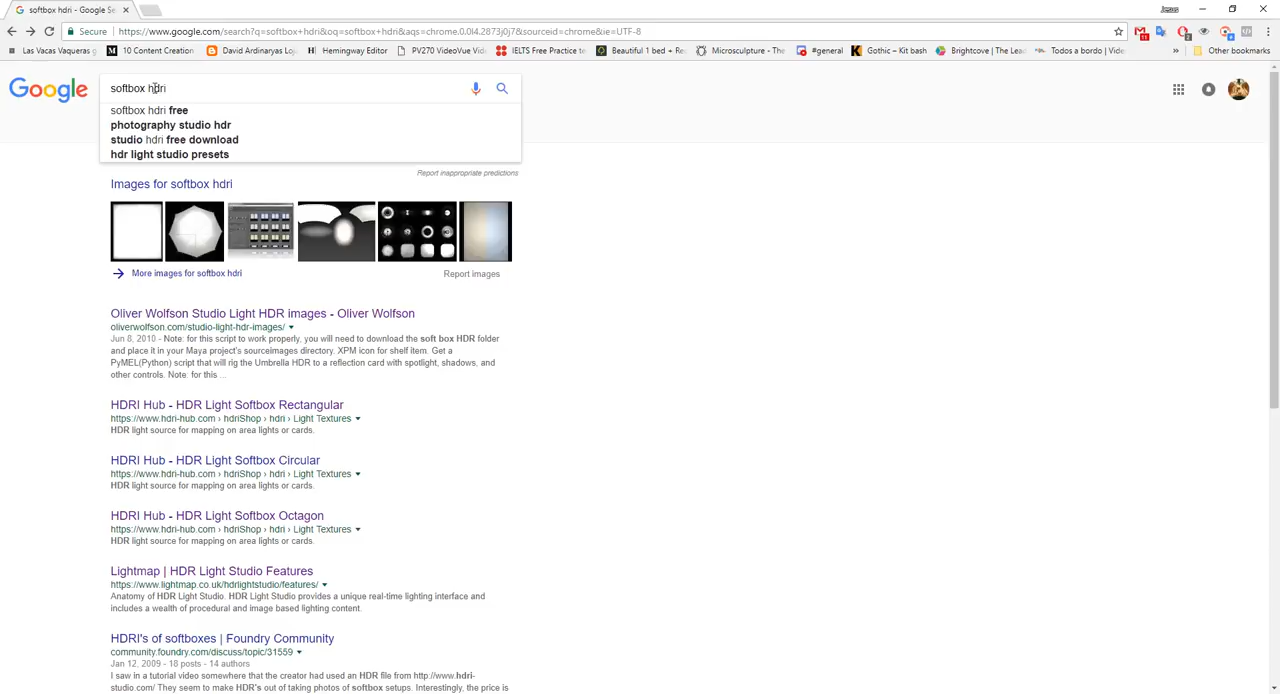 softbox hdri - Google Se
Jesus
Secure
https://www.google.com/search?q=softbox+hdri&oq=softbox+hdri&aqs=chrome.0.0l4.2873j0j7&sourceid=chrome&ie=UTF-8
Las Vacas Vaqueras
10 Content Creation
David Ardinaryas Loj
Hemingway Editor
PV270 VideoVue Vid
IELTS Free Practice te
Beautiful 1 bed + Re
Microsculpture - The
#general
Gothic – Kit bash
Brightcove | The Lead
Todos a bordo | Vide
»
Other bookmarks
Google
softbox hdri
softbox hdri free
photography studio hdr
studio hdri free download
hdr light studio presets
Report inappropriate predictions
Images for softbox hdri
More images for softbox hdri
Report images
Oliver Wolfson Studio Light HDR images - Oliver Wolfson
oliverwolfson.com/studio-light-hdr-images/
Jun 8, 2010 - Note: for this script to work properly, you will need to download the soft box HDR folder
and place it in your Maya project's sourceimages directory. XPM icon for shelf item. Get a
PyMEL(Python) script that will rig the Umbrella HDR to a reflection card with spotlight, shadows, and
other controls. Note: for this ...
HDRI Hub - HDR Light Softbox Rectangular
https://www.hdri-hub.com › hdriShop › hdri › Light Textures
HDR light source for mapping on area lights or cards.
HDRI Hub - HDR Light Softbox Circular
https://www.hdri-hub.com › hdriShop › hdri › Light Textures
HDR light source for mapping on area lights or cards.
HDRI Hub - HDR Light Softbox Octagon
https://www.hdri-hub.com › hdriShop › hdri › Light Textures
HDR light source for mapping on area lights or cards.
Lightmap | HDR Light Studio Features
https://www.lightmap.co.uk/hdrlightstudio/features/
Anatomy of HDR Light Studio. HDR Light Studio provides a unique real-time lighting interface and
includes a wealth of procedural and image based lighting content.
HDRI's of softboxes | Foundry Community
community.foundry.com/discuss/topic/31559
Jan 12, 2009 - 18 posts - 14 authors
I saw in a tutorial video somewhere that the creator had used an HDR file from http://www.hdri-
studio.com/ They seem to make HDR's out of taking photos of softbox setups. Interestingly, the price is